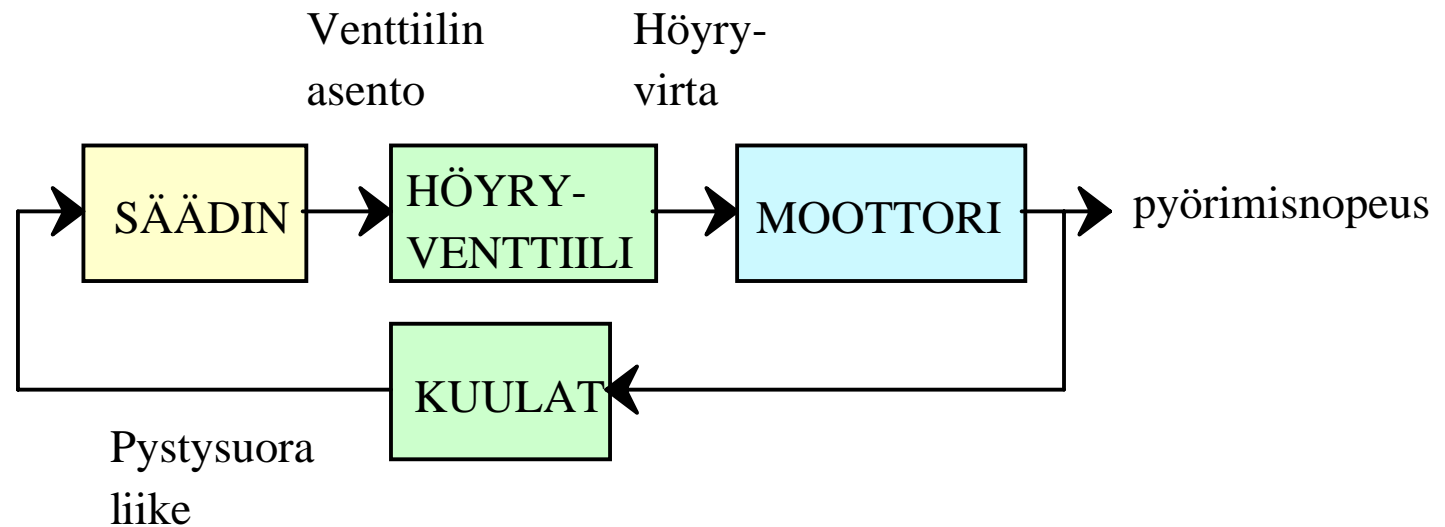 Venttiilin
asento
Höyry-
virta
SÄÄDIN
HÖYRY-
VENTTIILI
MOOTTORI
pyörimisnopeus
KUULAT
Pystysuora
liike